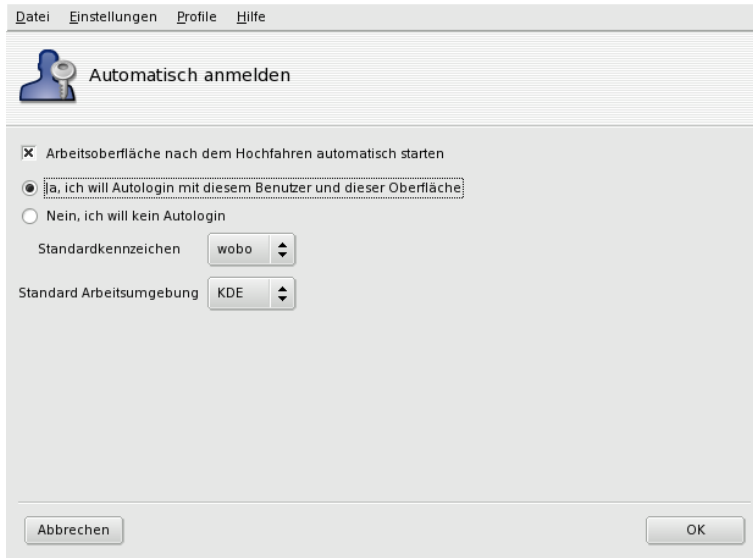 Datei Einstellungen Profile Hilfe
Automatisch anmelden
Arbeitsoberfläche nach dem Hochfahren automatisch starten
Ja, ich will Autologin mit diesem Benutzer und dieser Oberfläche
Nein, ich will kein Autologin
Standardkennzeichen wobo
Standard Arbeitsumgebung KDE
Abbrechen OK